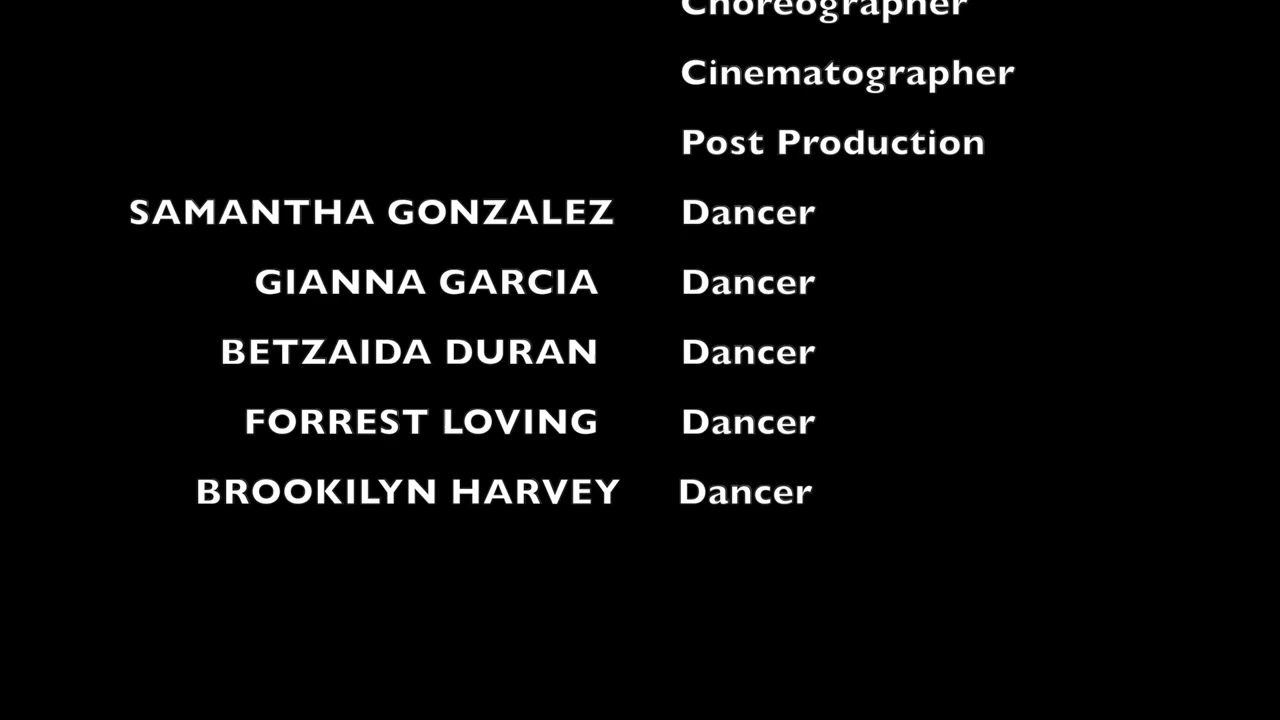 Choreographer
Cinematographer
Post Production
SAMANTHA GONZALEZ Dancer
GIANNA GARCIA Dancer
BETZAIDA DURAN Dancer
FORREST LOVING Dancer
BROOKILYN HARVEY Dancer